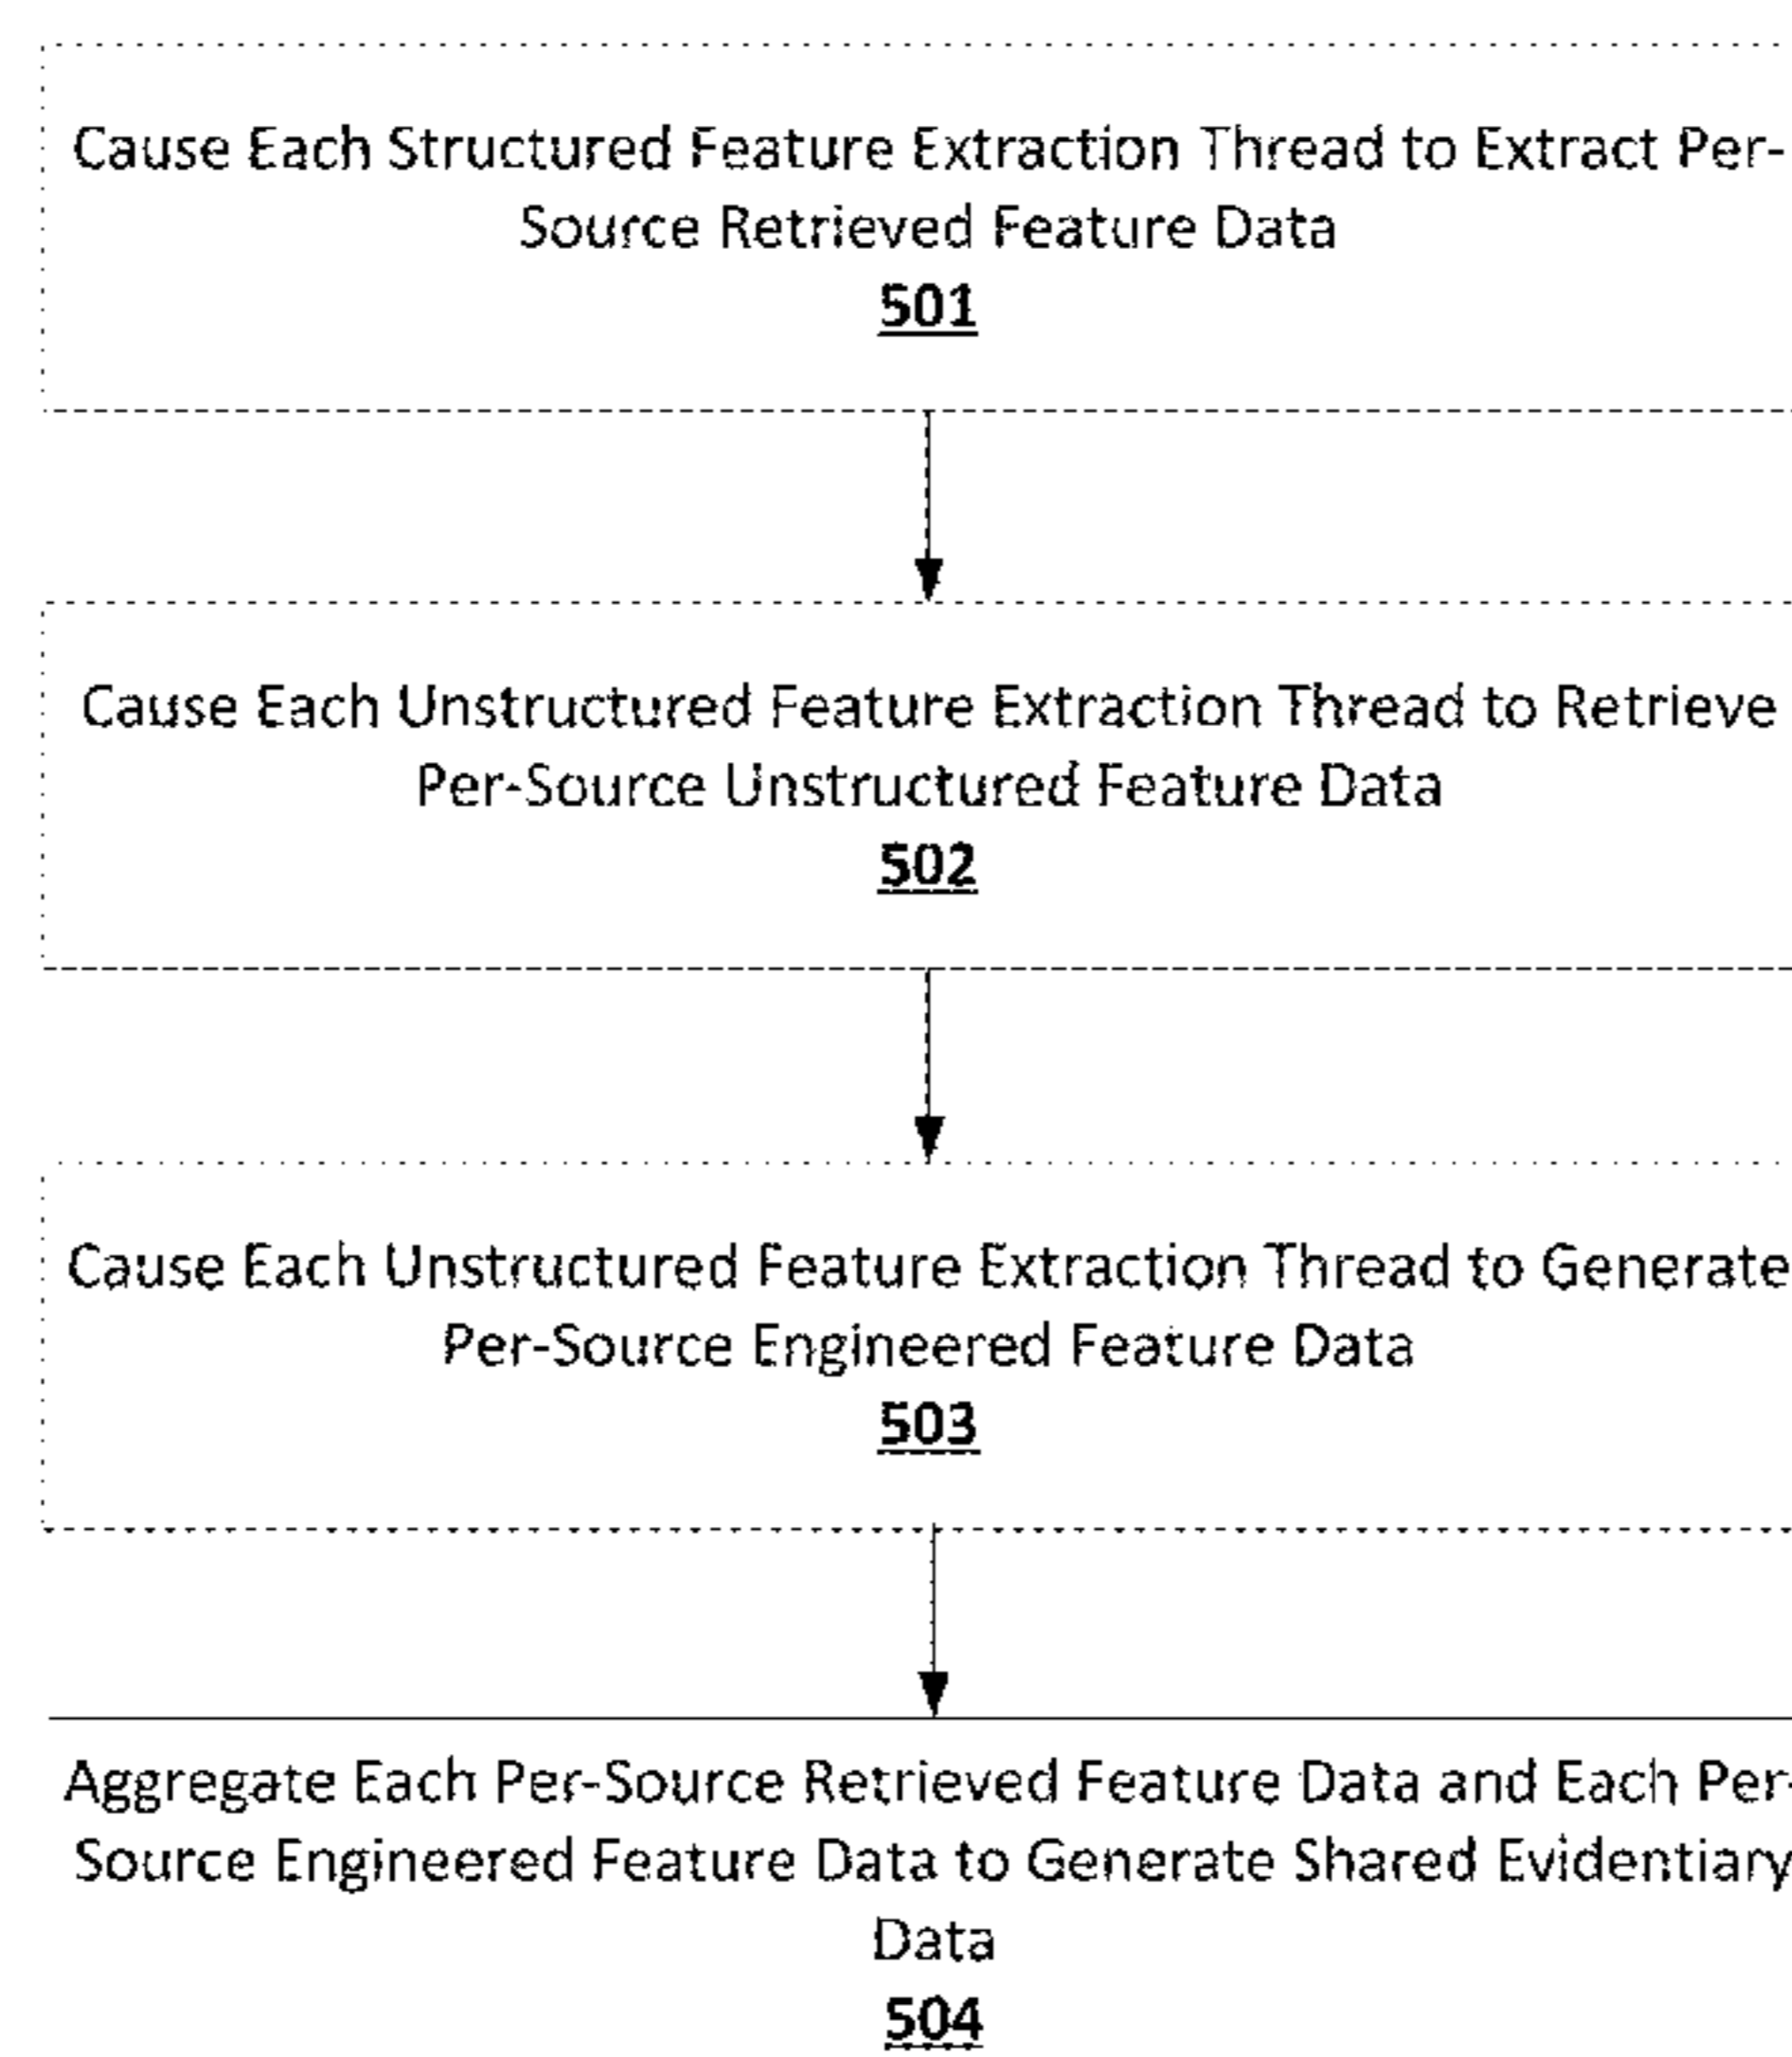 Cause Each Structured Feature Extraction Thread to Extract Per-
Source Retrieved Feature Data
501
Cause Each Unstructured Feature Extraction Thread to Retrieve
Per-Source Unstructured Feature Data
502
Cause Each Unstructured Feature Extraction Thread to Generate
Per-Source Engineered Feature Data
503
Aggregate Each Per-Source Retrieved Feature Data and Each Per-
Source Engineered Feature Data to Generate Shared Evidentiary
Data
504